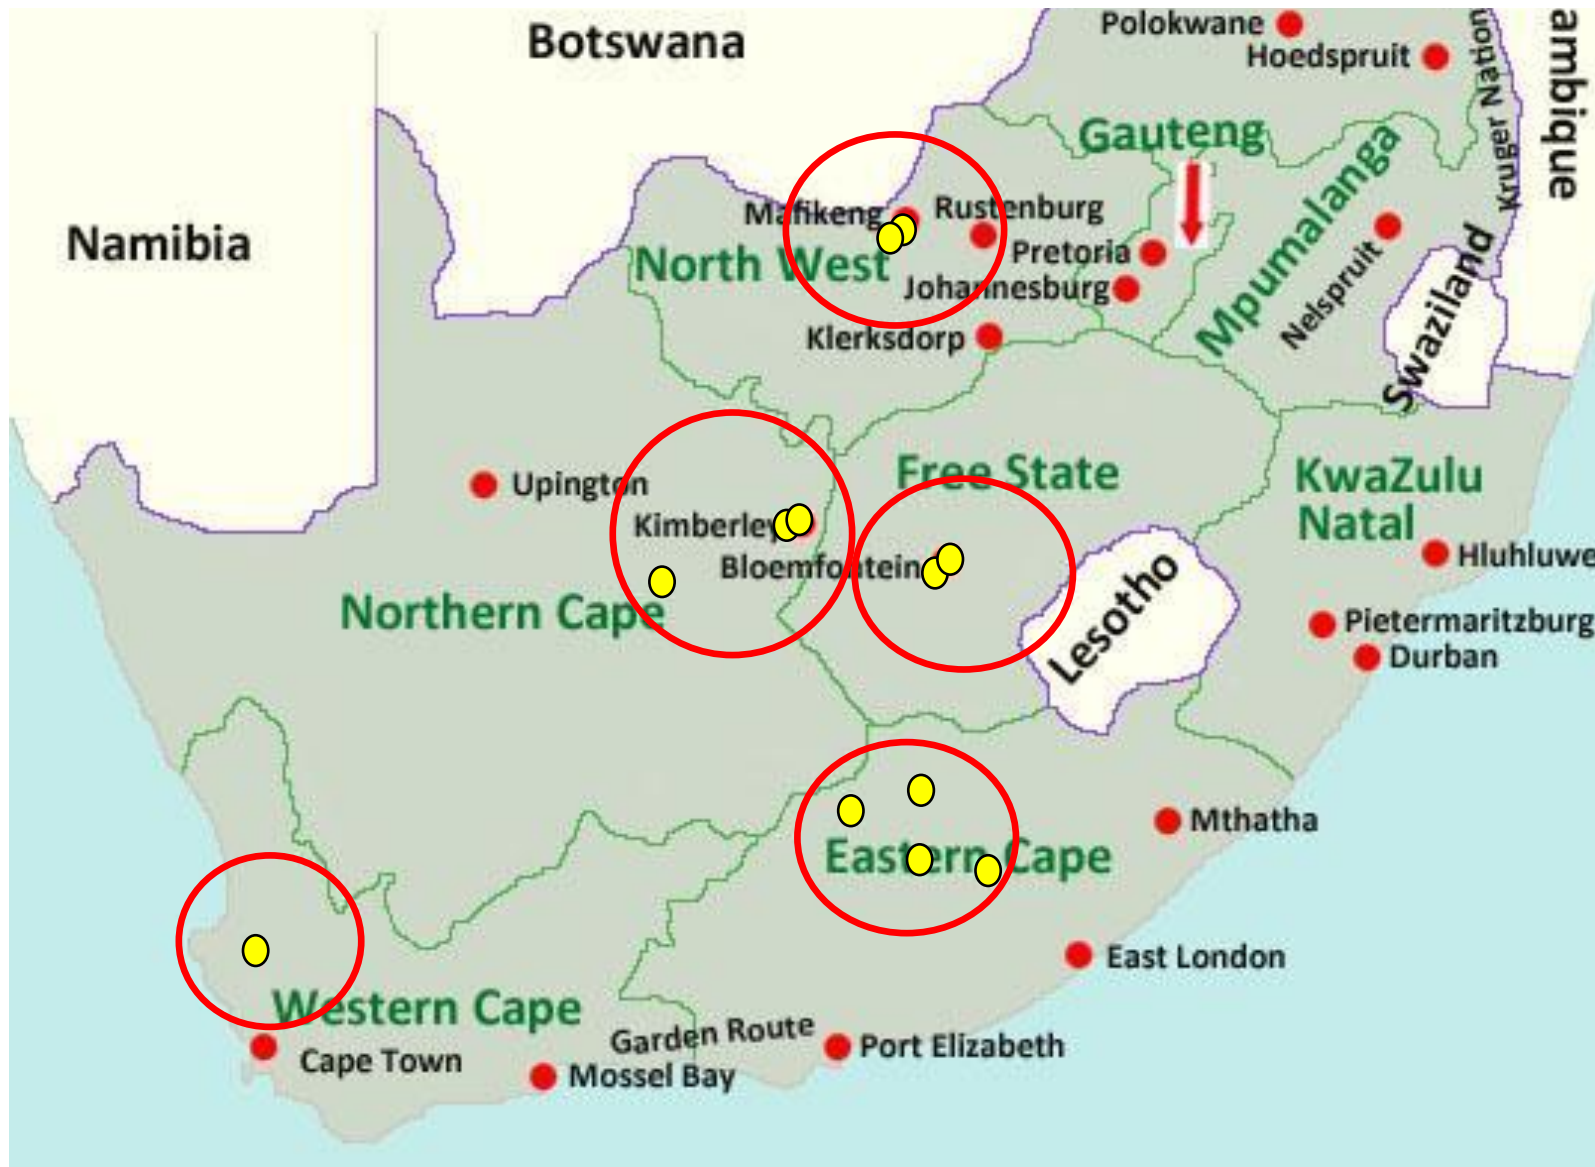 Botswana
Polokwane
Hoedspruit
Kruger Nation
ambique
Gauteng
Mpumalanga
Namibia
Mafikeng
Rustenburg
North West
Pretoria
Johannesburg
Nelspruit
Swaziland
Klerksdorp
Upington
Free State
KwaZulu
Natal
Kimberley
Bloemfontein
Hluhluwe
Lesotho
Northern Cape
Pietermaritzburg
Durban
Mthatha
Eastern Cape
East London
Western Cape
Garden Route
Port Elizabeth
Cape Town
Mossel Bay